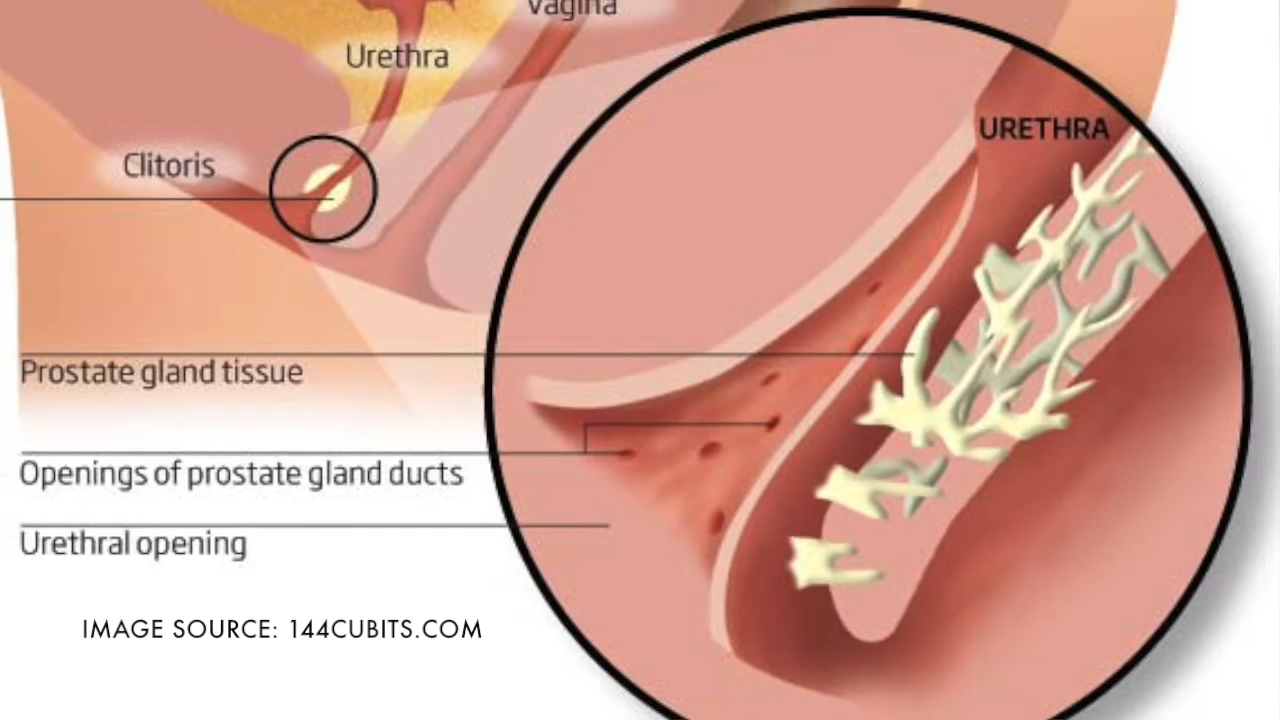 Vagina
Urethra
URETHRA
Clitoris
Prostate gland tissue
Openings of prostate gland ducts
Urethral opening
IMAGE SOURCE: 144CUBITS.COM